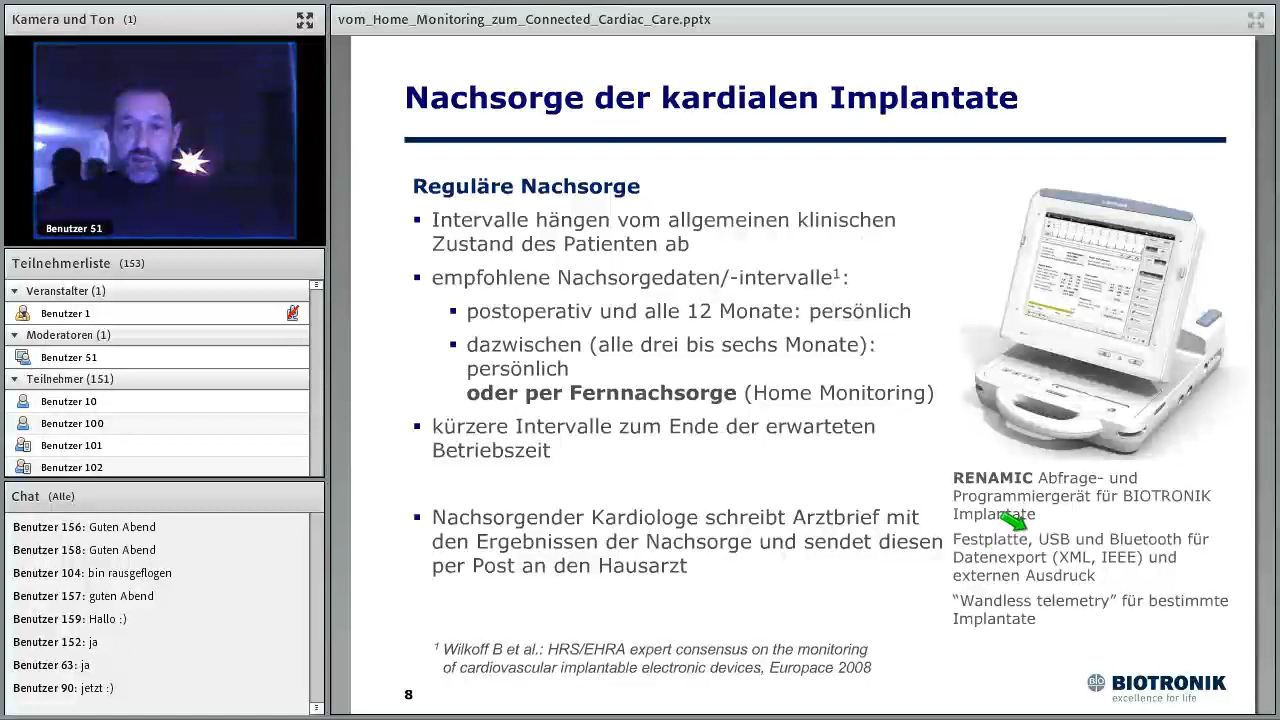 Kamera und Ton (1)
Benutzer 51
Teilnehmerliste (153)
Veranstalter (1)
Benutzer 1
Moderatoren (1)
Benutzer 51
Teilnehmer (151)
Benutzer 10
Benutzer 100
Benutzer 101
Benutzer 102
Chat (Alle)
Benutzer 156: Guten Abend
Benutzer 158: Guten Abend
Benutzer 104: bin rausgeflogen
Benutzer 157: guten Abend
Benutzer 159: Hallo :)
Benutzer 152: ja
Benutzer 63: ja
Benutzer 90: jetzt :)
vom_Home_Monitoring_zum_Connected_Cardiac_Care.pptx
Nachsorge der kardialen Implantate
Reguläre Nachsorge
Intervalle hängen vom allgemeinen klinischen
Zustand des Patienten ab
empfohlene Nachsorgedaten/-intervalle¹:
postoperativ und alle 12 Monate: persönlich
dazwischen (alle drei bis sechs Monate):
persönlich
oder per Fernnachsorge (Home Monitoring)
kürzere Intervalle zum Ende der erwarteten
Betriebszeit
Nachsorgender Kardiologe schreibt Arztbrief mit
den Ergebnissen der Nachsorge und sendet diesen
per Post an den Hausarzt
RENAMIC Abfrage- und
Programmiergerät für BIOTRONIK
Implantate
Festplatte, USB und Bluetooth für
Datenexport (XML, IEEE) und
externen Ausdruck
“Wandless telemetry” für bestimmte
Implantate
¹ Wilkoff B et al.: HRS/EHRA expert consensus on the monitoring
of cardiovascular implantable electronic devices, Europace 2008
8
BIOTRONIK
excellence for life